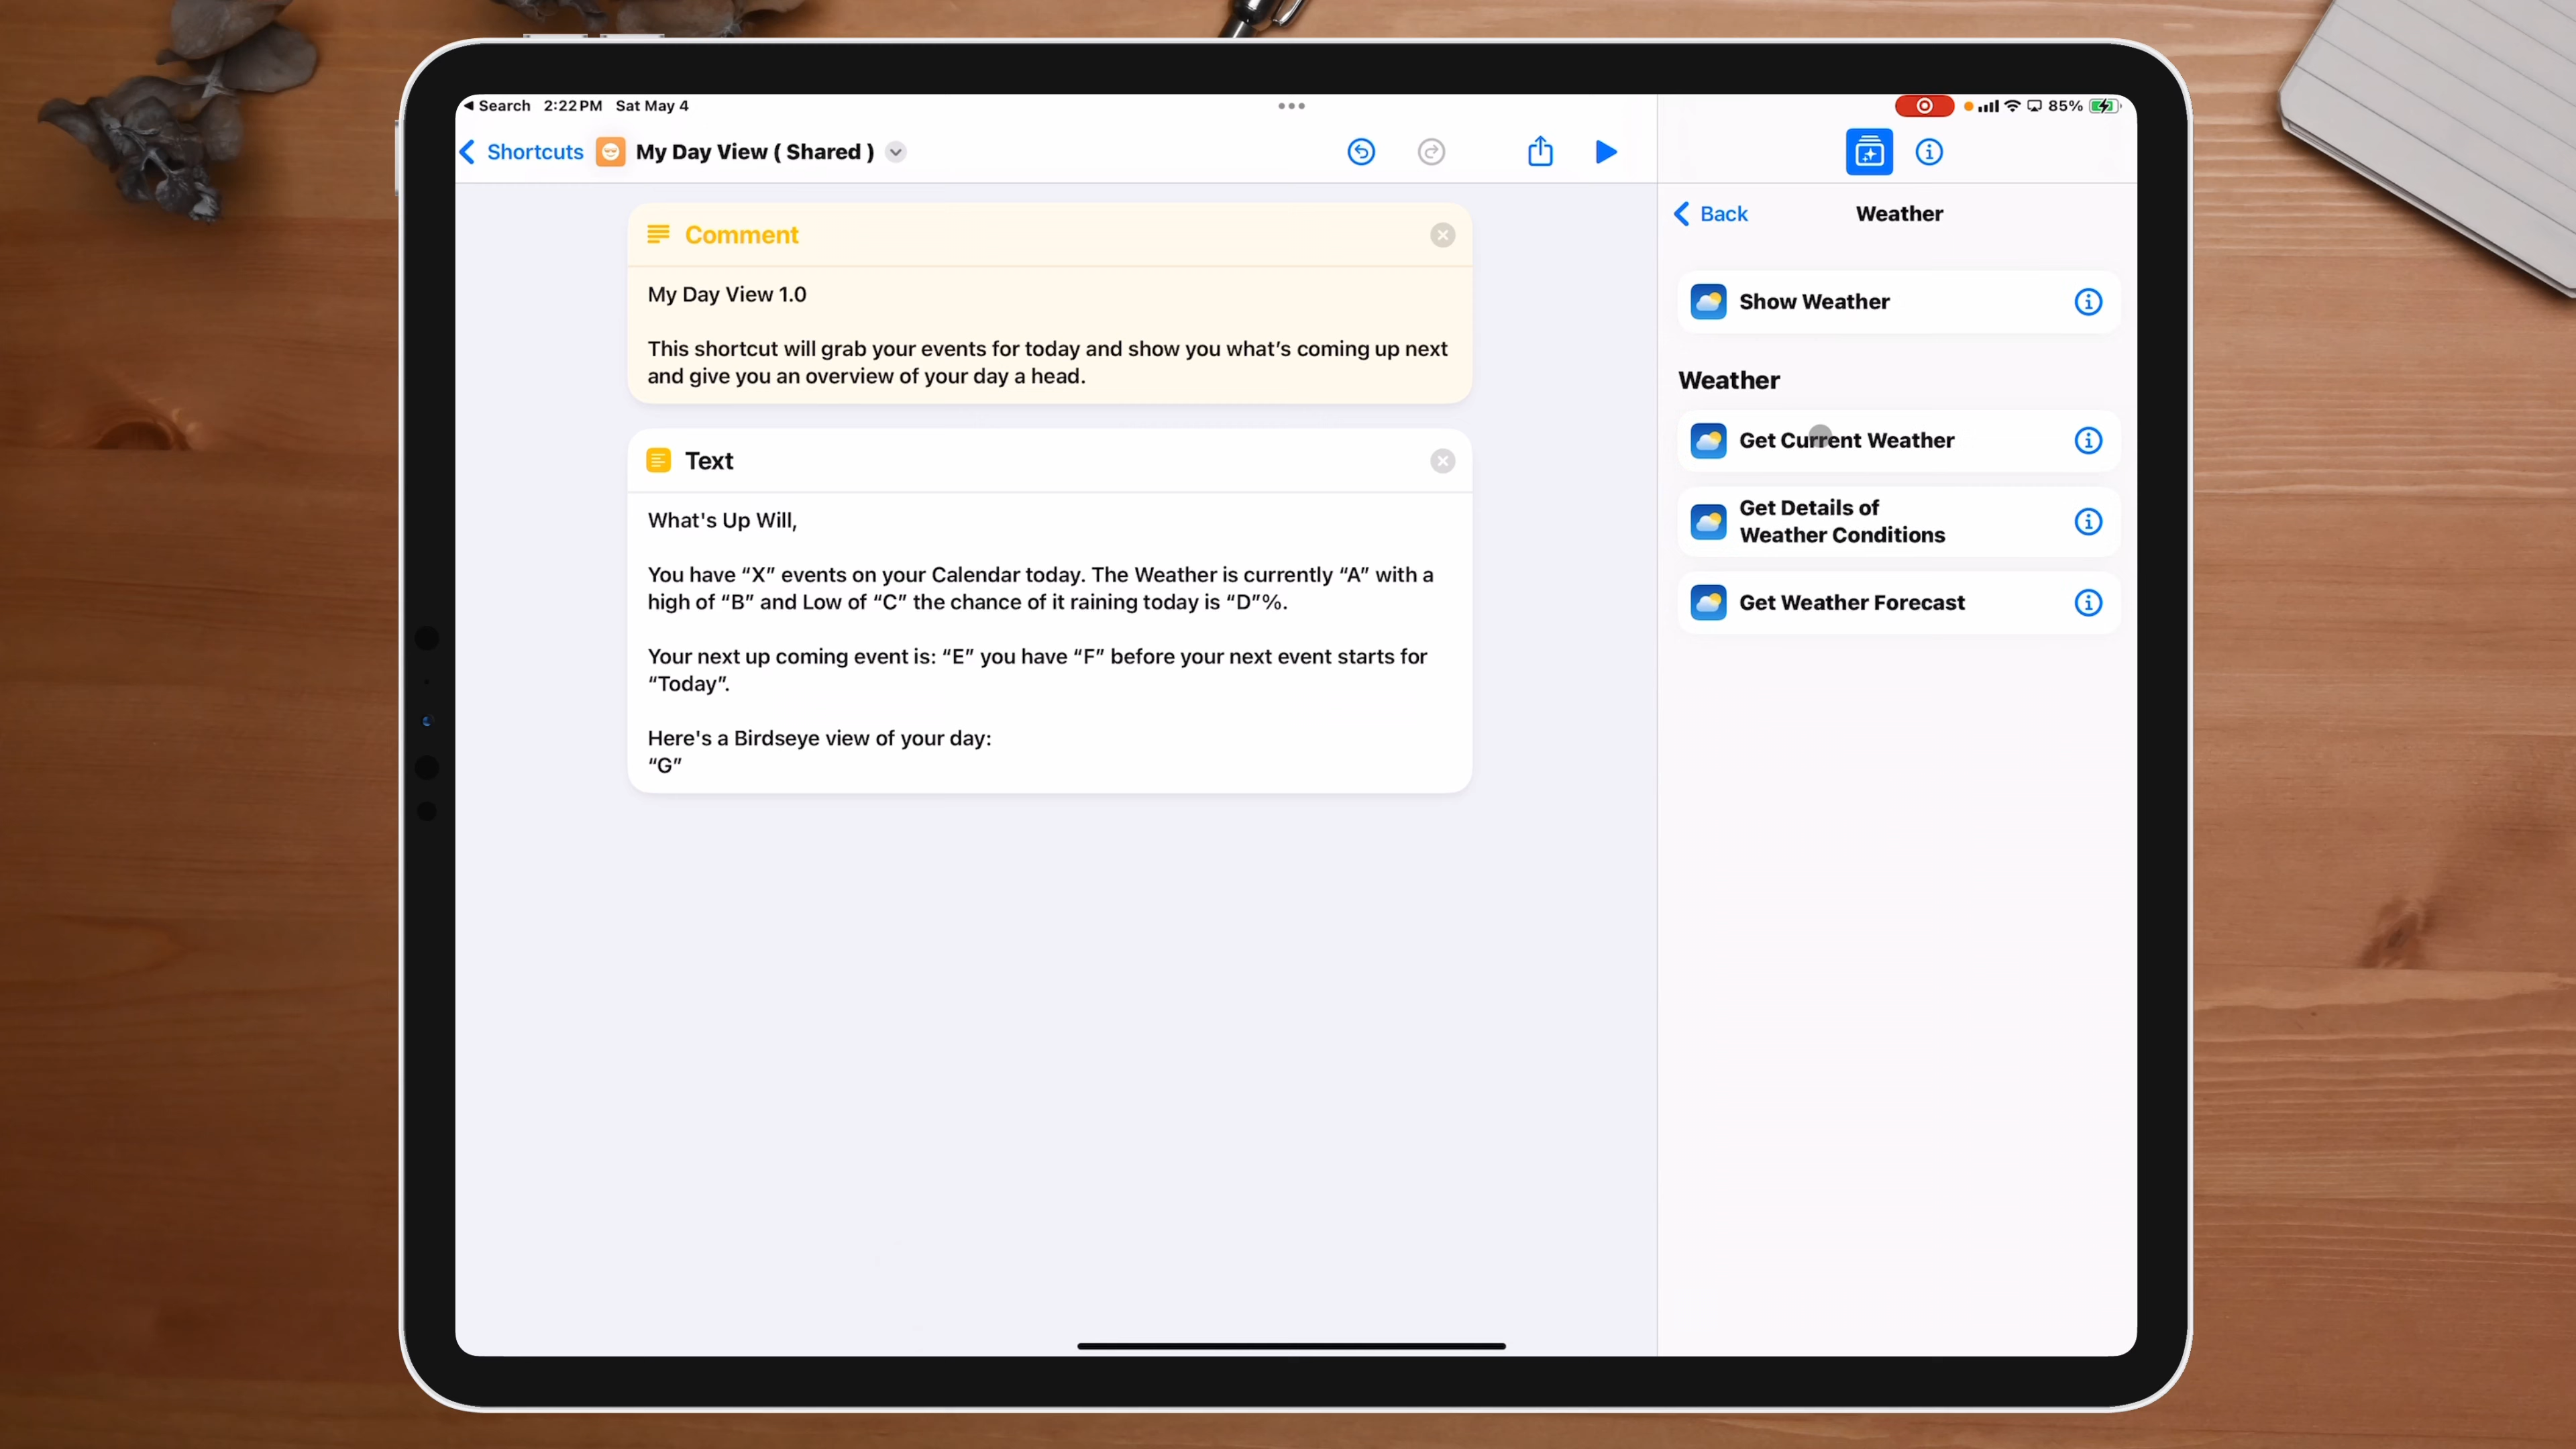 ◀ Search 2:22 PM Sat May 4
85%
Shortcuts My Day View ( Shared )
Comment
My Day View 1.0
This shortcut will grab your events for today and show you what’s coming up next
and give you an overview of your day a head.
Text
What's Up Will,
You have “X” events on your Calendar today. The Weather is currently “A” with a
high of “B” and Low of “C” the chance of it raining today is “D”%.
Your next up coming event is: “E” you have “F” before your next event starts for
“Today”.
Here's a Birdseye view of your day:
“G”
Back Weather
Show Weather
Weather
Get Current Weather
Get Details of
Weather Conditions
Get Weather Forecast